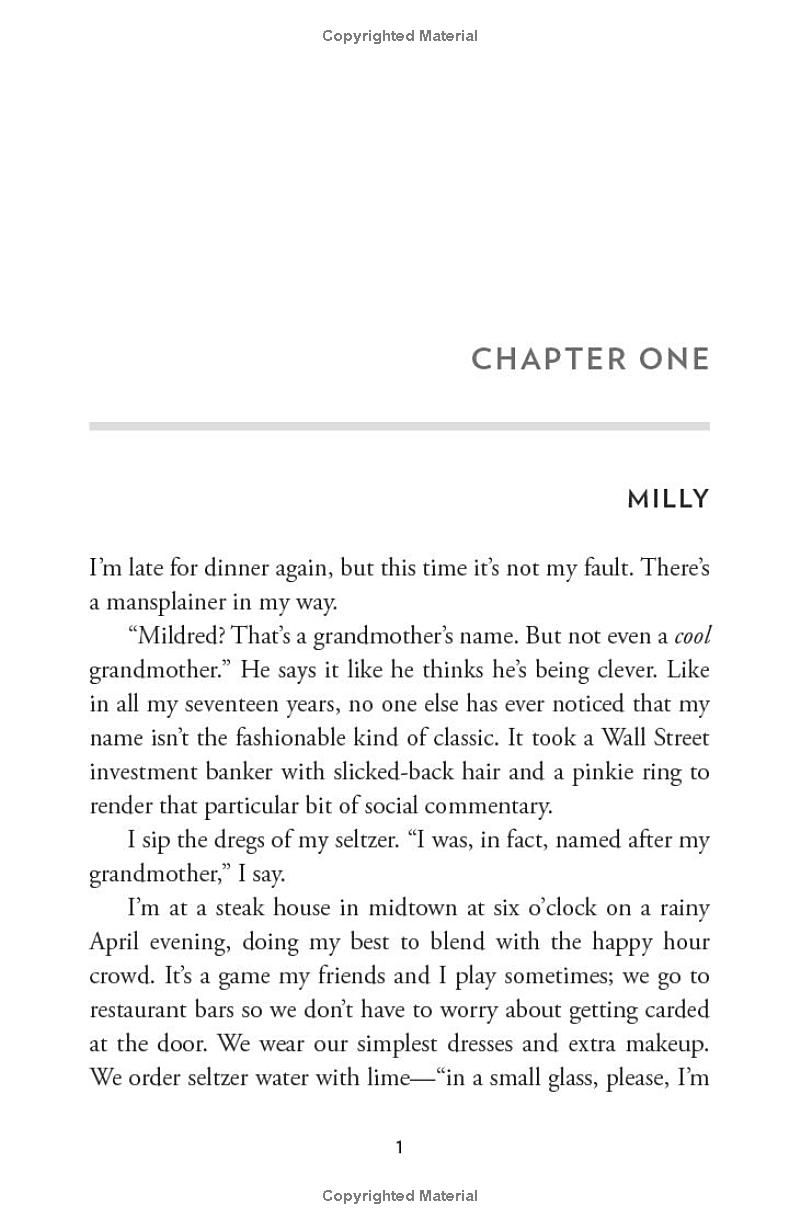 Copyrighted Material
CHAPTER ONE
MILLY
I’m late for dinner again, but this time it’s not my fault. There’s
a mansplainer in my way.
“Mildred? That’s a grandmother’s name. But not even a cool
grandmother.” He says it like he thinks he’s being clever. Like
in all my seventeen years, no one else has ever noticed that my
name isn’t the fashionable kind of classic. It took a Wall Street
investment banker with slicked-back hair and a pinkie ring to
render that particular bit of social commentary.
I sip the dregs of my seltzer. “I was, in fact, named after my
grandmother,” I say.
I’m at a steak house in midtown at six o’clock on a rainy
April evening, doing my best to blend with the happy hour
crowd. It’s a game my friends and I play sometimes; we go to
restaurant bars so we don’t have to worry about getting carded
at the door. We wear our simplest dresses and extra makeup.
We order seltzer water with lime—“in a small glass, please, I’m
1
Copyrighted Material